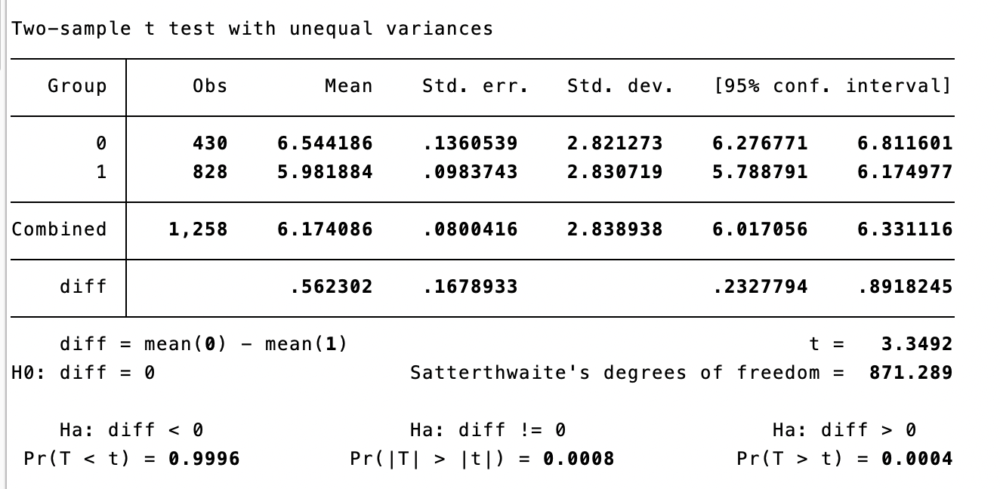 Two-sample t test with unequal variances
Group Obs Mean Std. err. Std. dev. [95% conf. interval]
0 430 6.544186 .1360539 2.821273 6.276771 6.811601
1 828 5.981884 .0983743 2.830719 5.788791 6.174977
Combined 1,258 6.174086 .0800416 2.838938 6.017056 6.331116
diff .562302 .1678933 .2327794 .8918245
diff = mean(0) - mean(1) t = 3.3492
H0: diff = 0 Satterthwaite's degrees of freedom = 871.289
Ha: diff < 0 Ha: diff != 0 Ha: diff > 0
Pr(T < t) = 0.9996 Pr(|T| > |t|) = 0.0008 Pr(T > t) = 0.0004